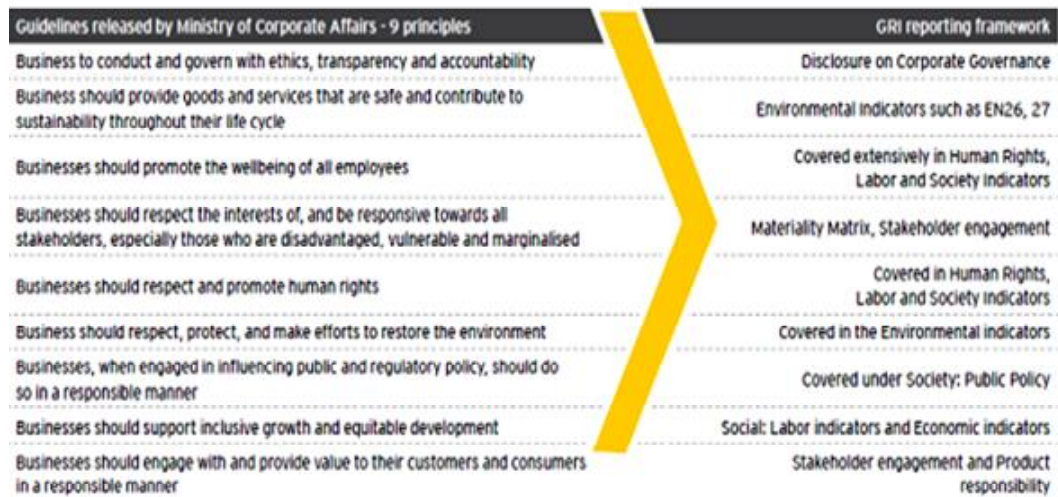 Guidelines released by Ministry of Corporate Affairs - 9 principles
GRI reporting framework
Business to conduct and govern with ethics, transparency and accountability
Disclosure on Corporate Governance
Business should provide goods and services that are safe and contribute to
sustainability throughout their life cycle
Environmental Indicators such as EN26, 27
Businesses should promote the wellbeing of all employees
Covered extensively in Human Rights,
Labor and Society Indicators
Businesses should respect the interests of, and be responsive towards all
stakeholders, especially those who are disadvantaged, vulnerable and marginalised
Materiality Matrix, Stakeholder engagement
Businesses should respect and promote human rights
Covered in Human Rights,
Labor and Society Indicators
Business should respect, protect, and make efforts to restore the environment
Covered in the Environmental indicators
Businesses, when engaged in influencing public and regulatory policy, should do
so in a responsible manner
Covered under Society: Public Policy
Businesses should support inclusive growth and equitable development
Social: Labor indicators and Economic indicators
Businesses should engage with and provide value to their customers and consumers
in a responsible manner
Stakeholder engagement and Product
responsibility